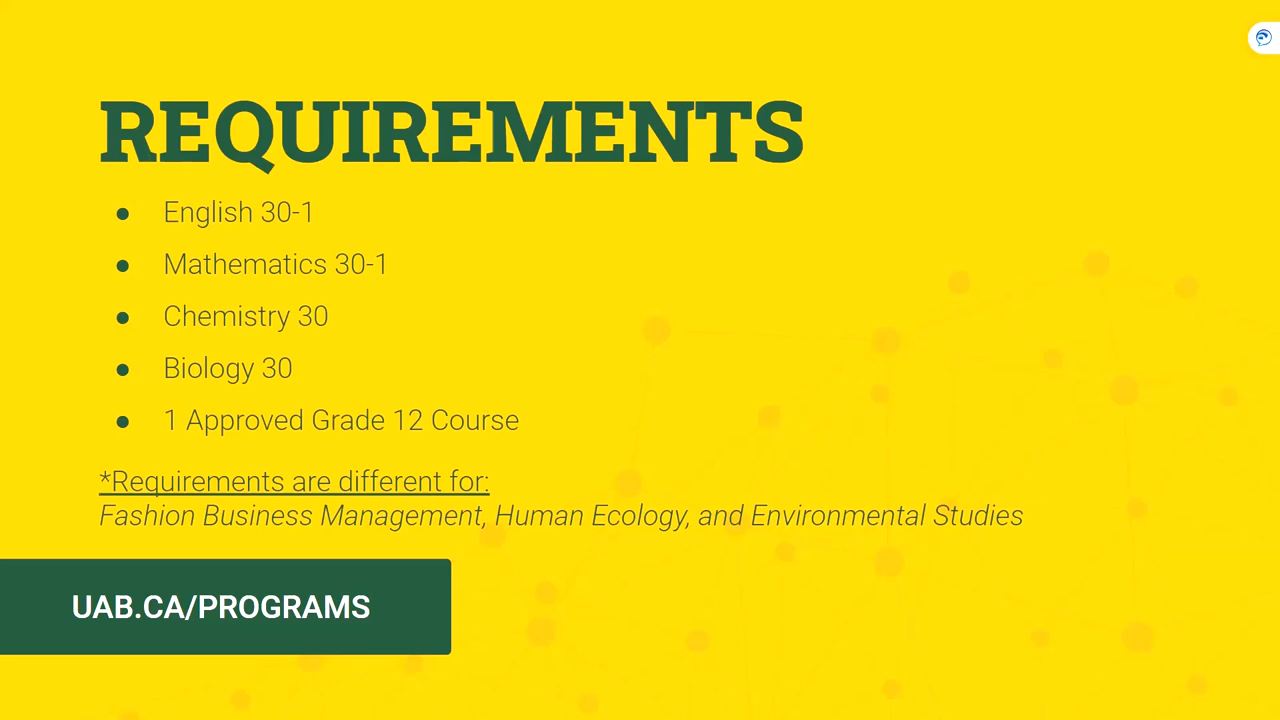 REQUIREMENTS
● English 30-1
● Mathematics 30-1
● Chemistry 30
● Biology 30
● 1 Approved Grade 12 Course
*Requirements are different for:
Fashion Business Management, Human Ecology, and Environmental Studies
UAB.CA/PROGRAMS